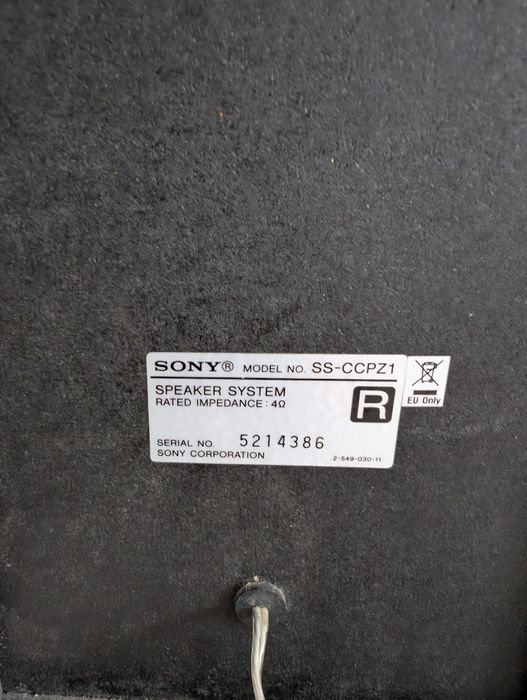 SONY® MODEL NO. SS-CCPZ1
SPEAKER SYSTEM
RATED IMPEDANCE: 4Ω
R
EU Only
SERIAL NO. 5214386
SONY CORPORATION 2-549-030-11